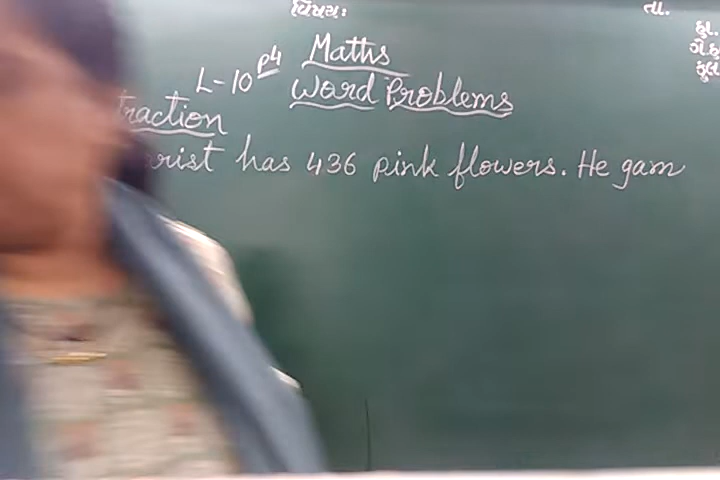 વિષય: તા.
હા.
ગે.હા
કુલ
L-10 P4 Maths
Word Problems
traction
rist has 436 pink flowers. He gam